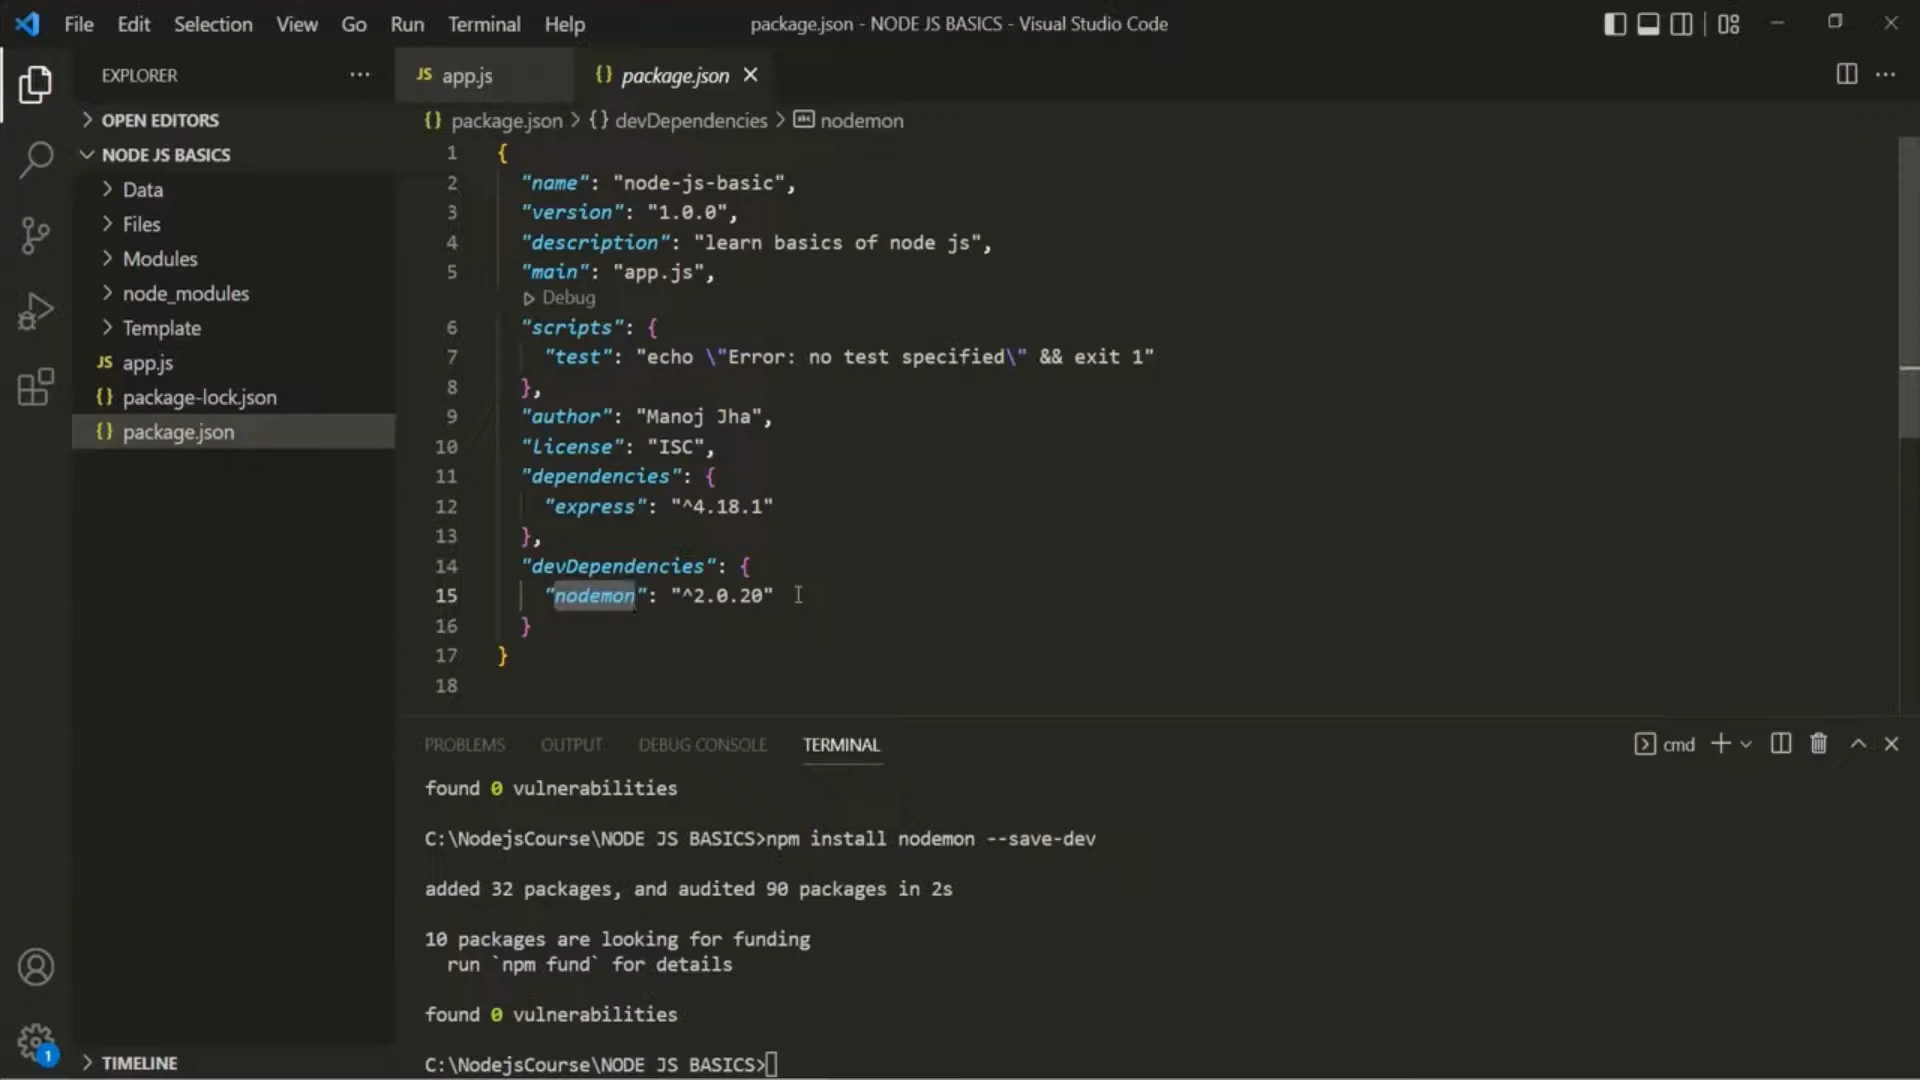 File Edit Selection View Go Run Terminal Help package.json - NODE JS BASICS - Visual Studio Code
EXPLORER
OPEN EDITORS
NODE JS BASICS
Data
Files
Modules
node_modules
Template
JS app.js
{} package-lock.json
{} package.json
1
TIMELINE
JS app.js {} package.json
{} package.json > {} devDependencies > abc nodemon
1 {
2 "name": "node-js-basic",
3 "version": "1.0.0",
4 "description": "learn basics of node js",
5 "main": "app.js",
Debug
6 "scripts": {
7 "test": "echo \"Error: no test specified\" && exit 1"
8 },
9 "author": "Manoj Jha",
10 "license": "ISC",
11 "dependencies": {
12 "express": "^4.18.1"
13 },
14 "devDependencies": {
15 "nodemon": "^2.0.20"
16 }
17 }
18
PROBLEMS OUTPUT DEBUG CONSOLE TERMINAL cmd
found 0 vulnerabilities
C:\NodejsCourse\NODE JS BASICS>npm install nodemon --save-dev
added 32 packages, and audited 90 packages in 2s
10 packages are looking for funding
run `npm fund` for details
found 0 vulnerabilities
C:\NodejsCourse\NODE JS BASICS>